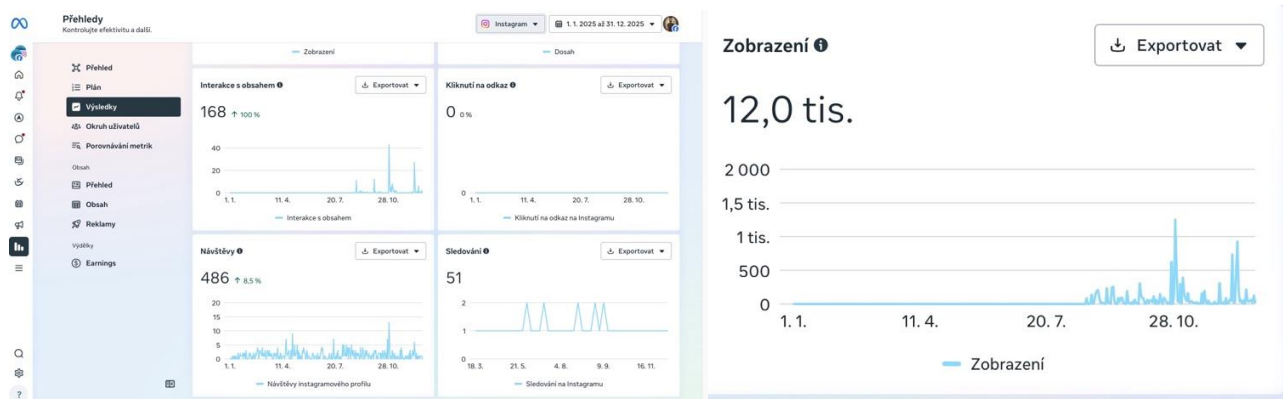 Přehledy
Kontrolujte efektivitu a další.
Instagram
1. 1. 2025 až 31. 12. 2025
Přehled
Plán
Výsledky
Okruh uživatelů
Porovnávání metrik
Obsah
Přehled
Obsah
Reklamy
Výdělky
Earnings
Zobrazení
Dosah
Interakce s obsahem
Exportovat
168 ↑ 100 %
40
20
0
1. 1. 11. 4. 20. 7. 28. 10.
Interakce s obsahem
Kliknutí na odkaz
Exportovat
0 0 %
0
1. 1. 11. 4. 20. 7. 28. 10.
Kliknutí na odkaz na Instagramu
Návštěvy
Exportovat
486 ↑ 8,5 %
20
15
10
5
0
1. 1. 11. 4. 20. 7. 28. 10.
Návštěvy instagramového profilu
Sledování
Exportovat
51
2
1
0
18. 3. 21. 5. 4. 8. 9. 9. 16. 11.
Sledování na Instagramu
Zobrazení
Exportovat
12,0 tis.
2 000
1,5 tis.
1 tis.
500
0
1. 1. 11. 4. 20. 7. 28. 10.
Zobrazení